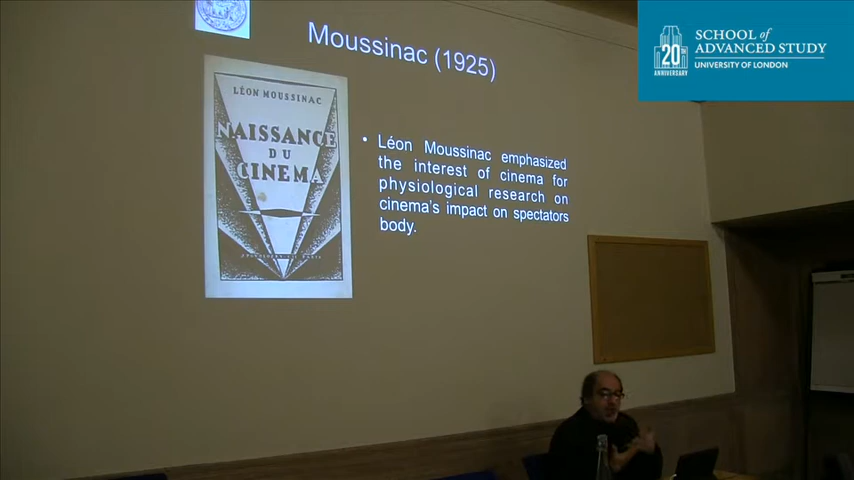 Moussinac (1925)
LÉON MOUSSINAC
NAISSANCE
DU
CINEMA
• Léon Moussinac emphasized
the interest of cinema for
physiological research on
cinema's impact on spectators
body.
SCHOOL of
ADVANCED STUDY
UNIVERSITY OF LONDON
20
ANNIVERSARY